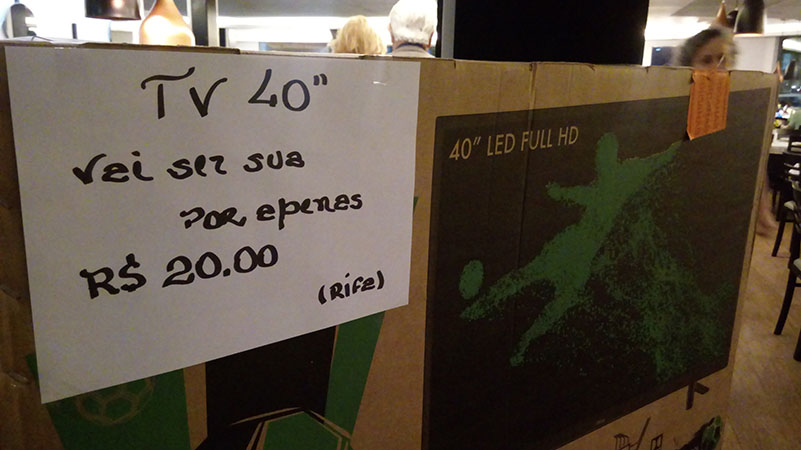 TV 40"
Vai ser sua
por apenas
R$ 20.00
(Rifa)
40" LED FULL HD